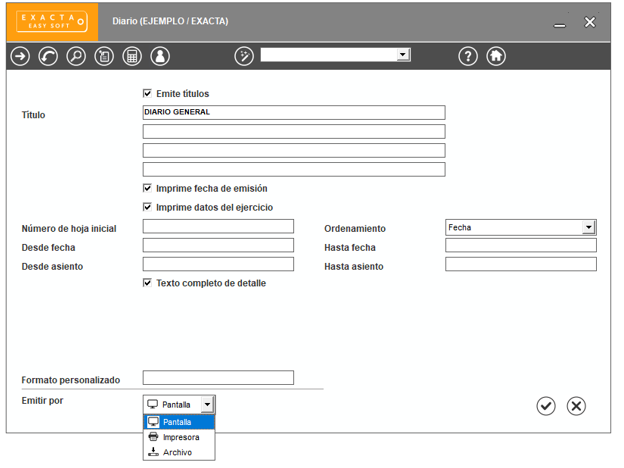 EXACTA
EASY SOFT
Diario (EJEMPLO / EXACTA)
Emite títulos
Título
DIARIO GENERAL
Imprime fecha de emisión
Imprime datos del ejercicio
Número de hoja inicial
Ordenamiento
Fecha
Desde fecha
Hasta fecha
Desde asiento
Hasta asiento
Texto completo de detalle
Formato personalizado
Emitir por
Pantalla
Pantalla
Impresora
Archivo